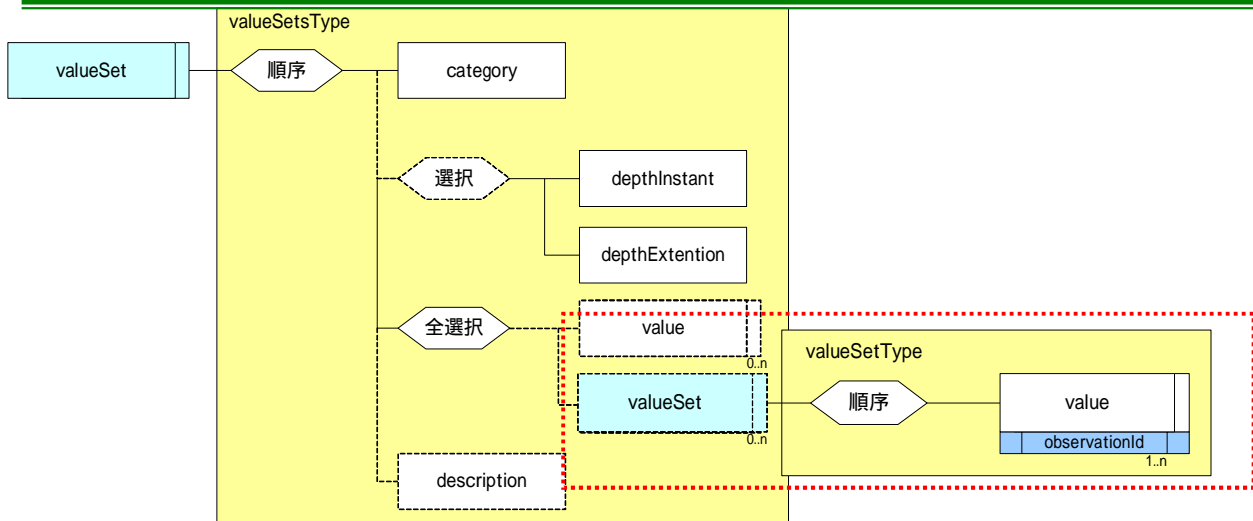 valueSetsType
valueSet
順序
category
選択
depthInstant
depthExtention
全選択
value
0..n
valueSetType
valueSet
0..n
順序
value
observationId
1..n
description